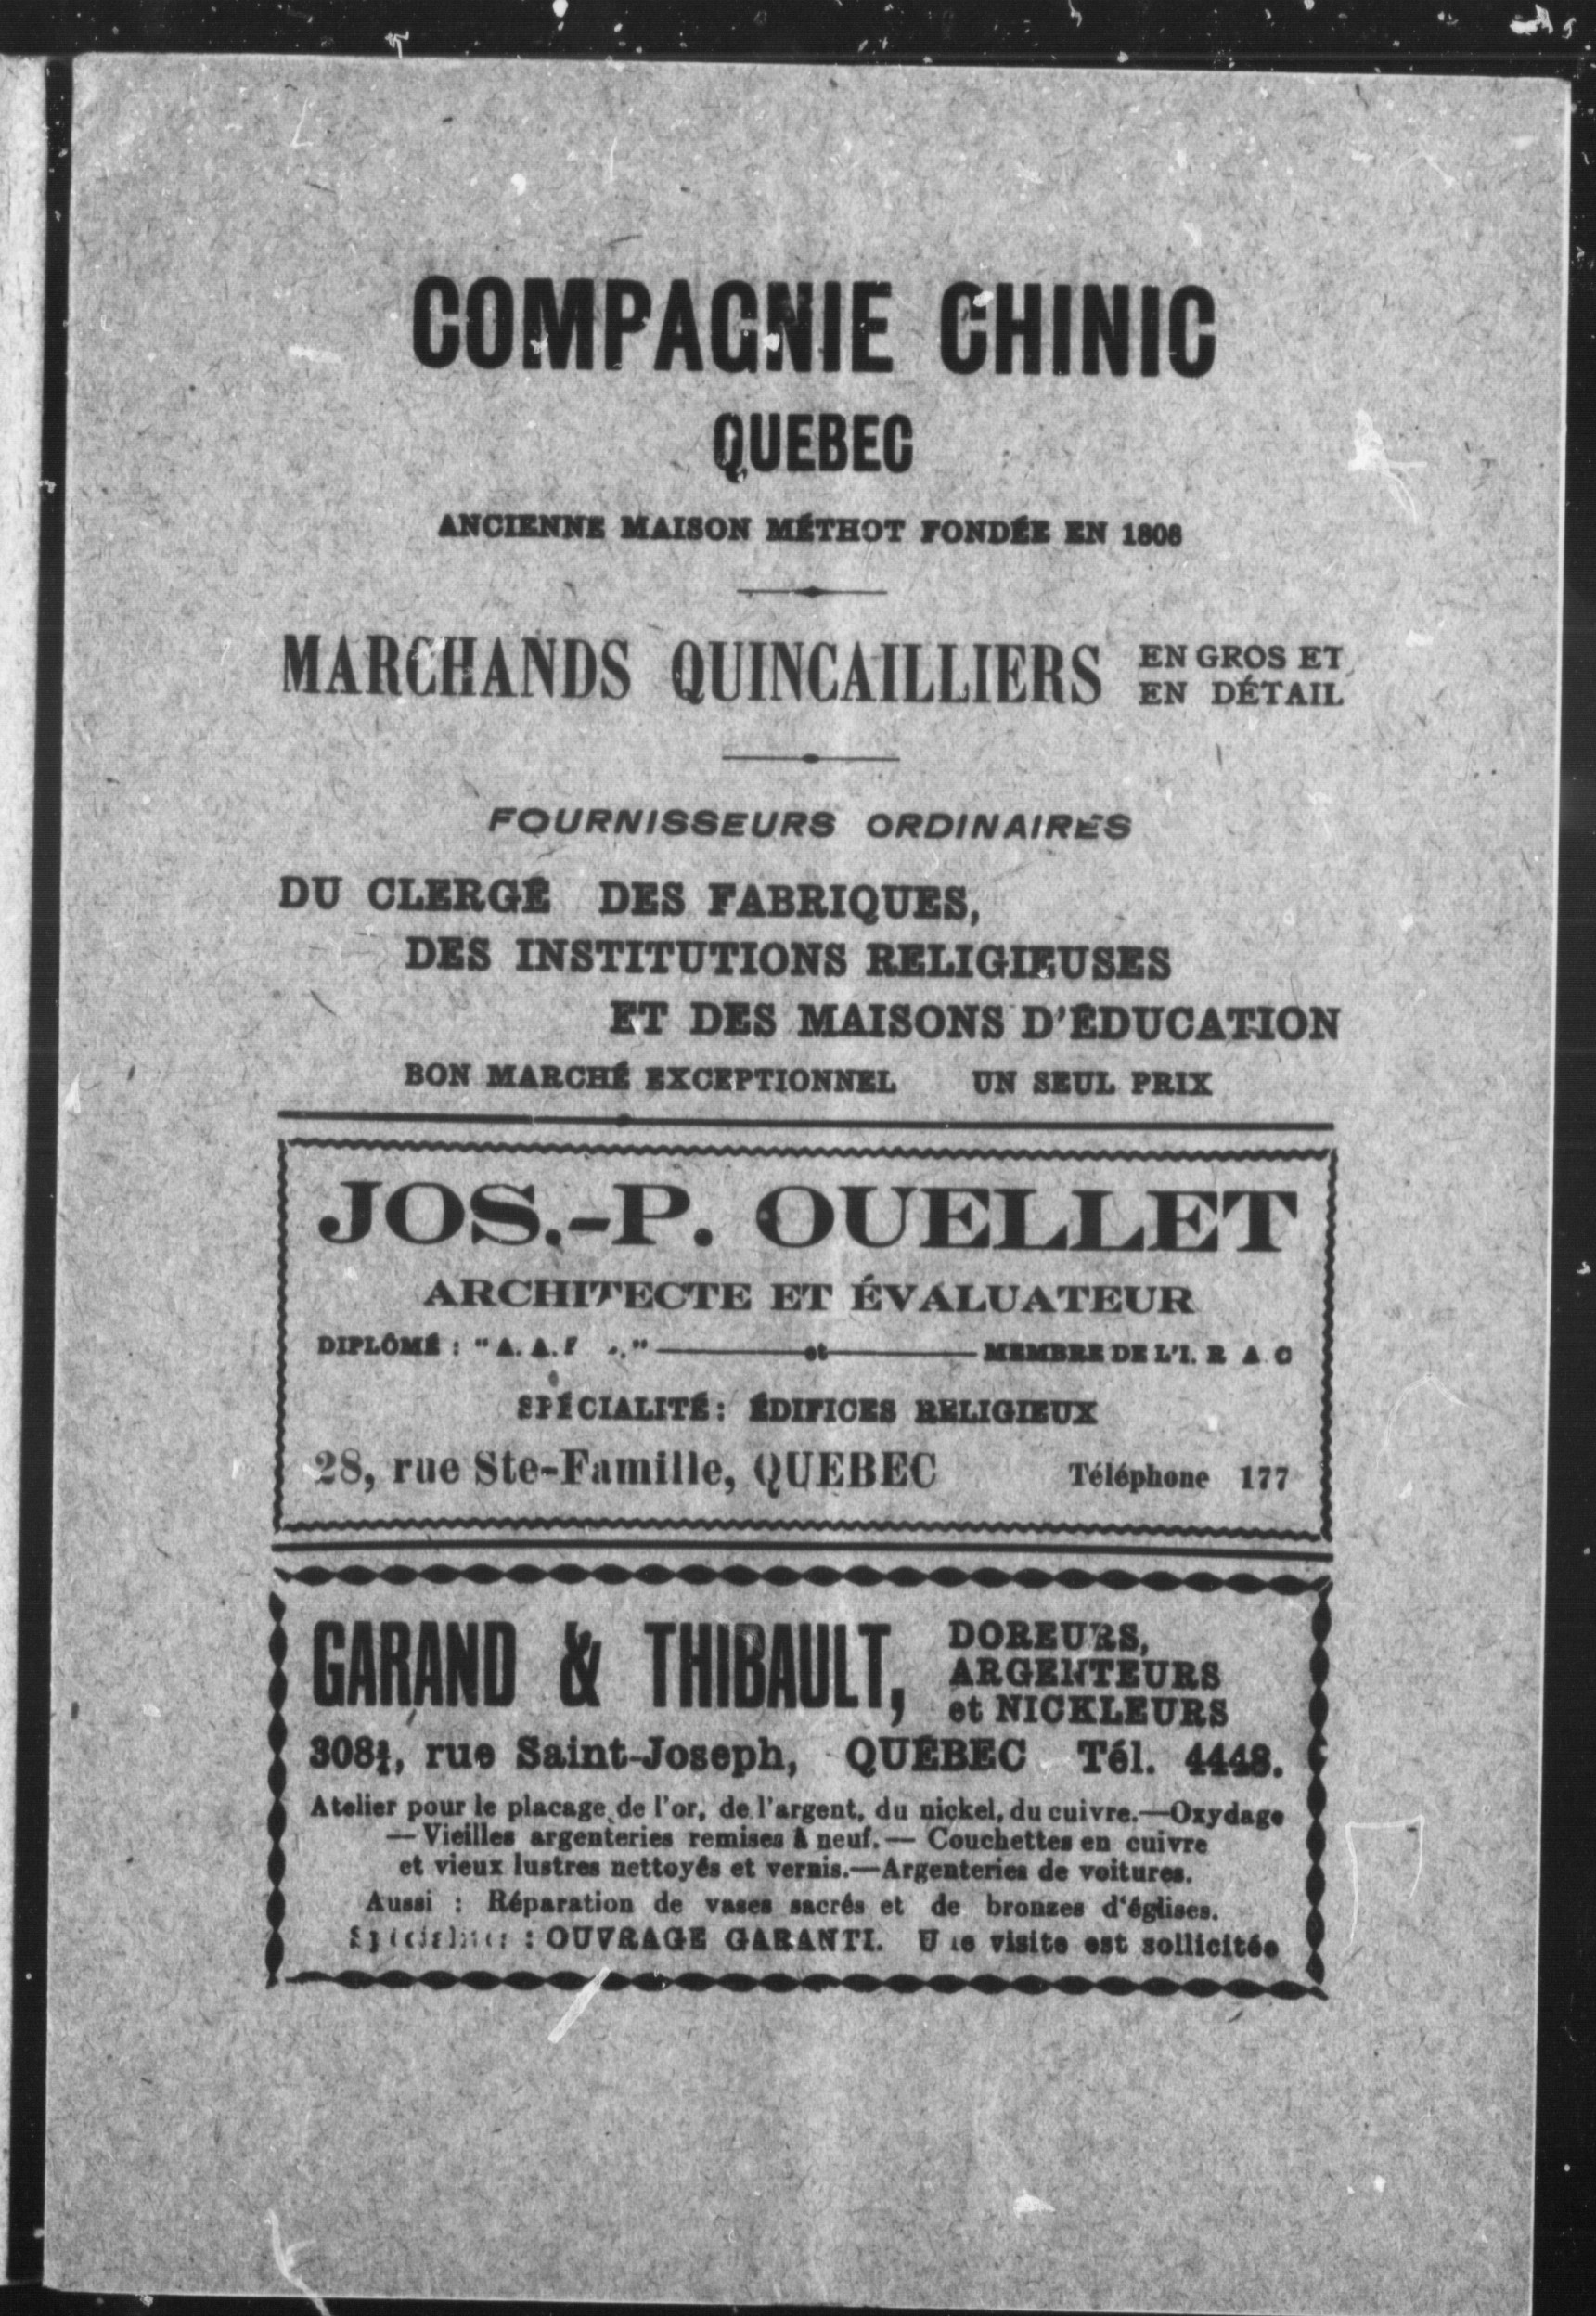 COMPAGNIE CHINIC
QUEBEC
ANCIENNE MAISON MÉTHOT FONDÉE EN 1808
MARCHANDS QUINCAILLIERS EN GROS ET
EN DÉTAIL
FOURNISSEURS ORDINAIRES
DU CLERGÉ DES FABRIQUES,
DES INSTITUTIONS RELIGIEUSES
ET DES MAISONS D'ÉDUCATION
BON MARCHÉ EXCEPTIONNEL UN SEUL PRIX
JOS.-P. OUELLET
ARCHITECTE ET ÉVALUATEUR
DIPLÔMÉ : "A. A. " et MEMBRE DE L'I. R A C
SPÉCIALITÉ: ÉDIFICES RELIGIEUX
28, rue Ste-Famille, QUEBEC Téléphone 177
GARAND & THIBAULT,
DOREURS,
ARGENTEURS
et NICKLEURS
308½, rue Saint-Joseph, QUÉBEC Tél. 4448.
Atelier pour le placage de l'or, de l'argent, du nickel, du cuivre.—Oxydage
— Vieilles argenteries remises à neuf.— Couchettes en cuivre
et vieux lustres nettoyés et vernis.—Argenteries de voitures.
Aussi : Réparation de vases sacrés et de bronzes d'églises.
: OUVRAGE GARANTI. Une visite est sollicitée